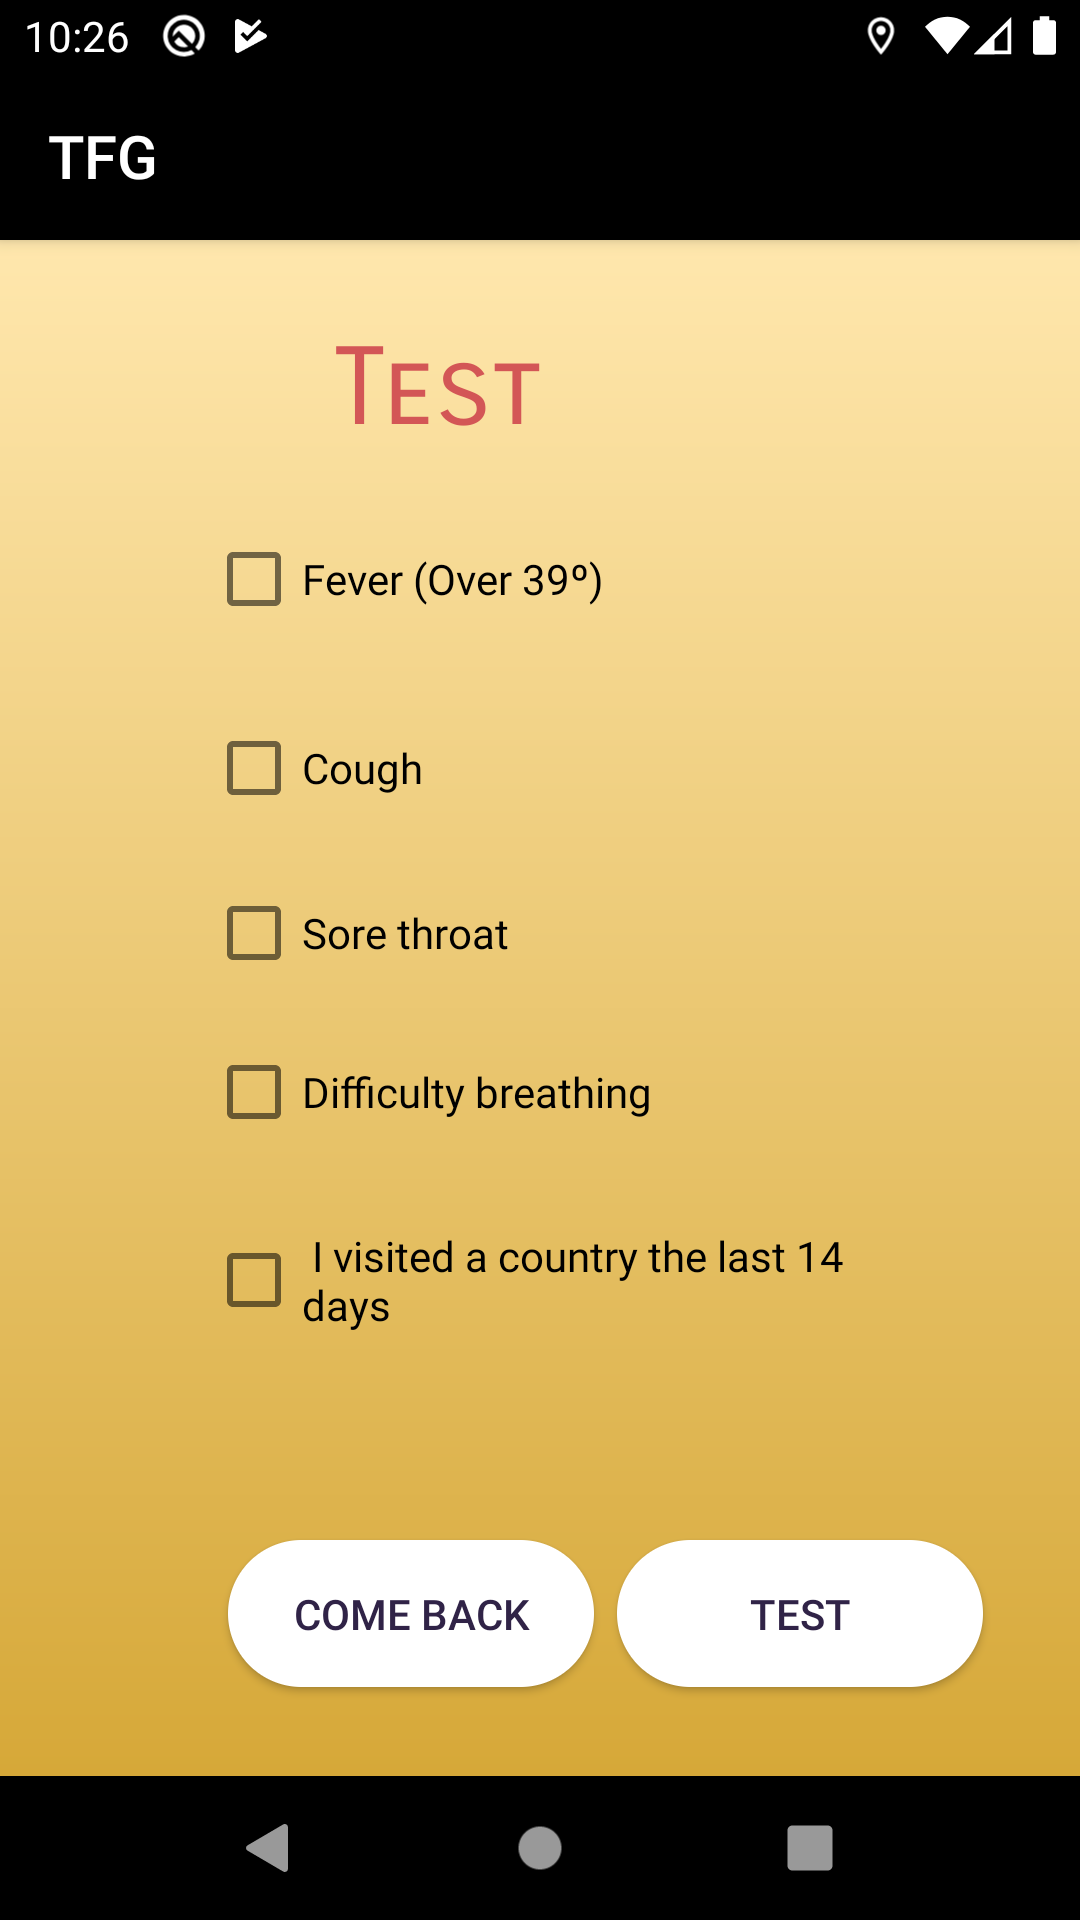 10:26
TFG
Test
Fever (Over 39º)
Cough
Sore throat
Difficulty breathing
I visited a country the last 14
days
COME BACK
TEST